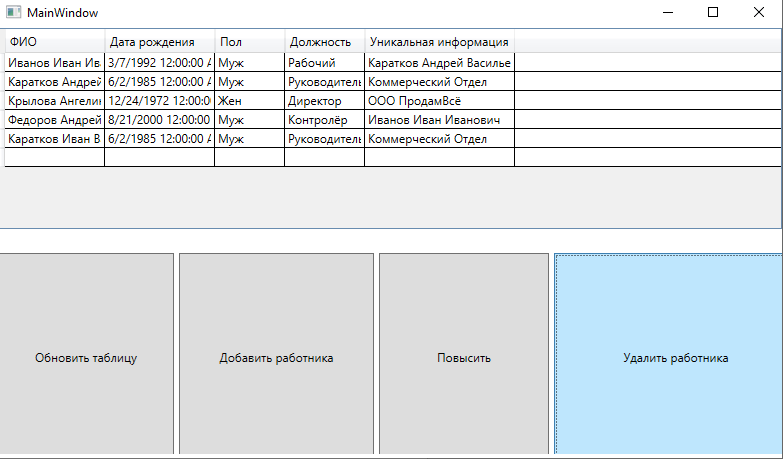 MainWindow
ФИО Дата рождения Пол Должность Уникальная информация
Иванов Иван Ив 3/7/1992 12:00:00 A Муж Рабочий Каратков Андрей Василье
Каратков Андрей 6/2/1985 12:00:00 A Муж Руководитель Коммерческий Отдел
Крылова Ангелин 12/24/1972 12:00:0 Жен Директор ООО ПродамВсё
Федоров Андрей 8/21/2000 12:00:00 Муж Контролёр Иванов Иван Иванович
Каратков Иван В 6/2/1985 12:00:00 A Муж Руководитель Коммерческий Отдел
Обновить таблицу Добавить работника Повысить Удалить работника